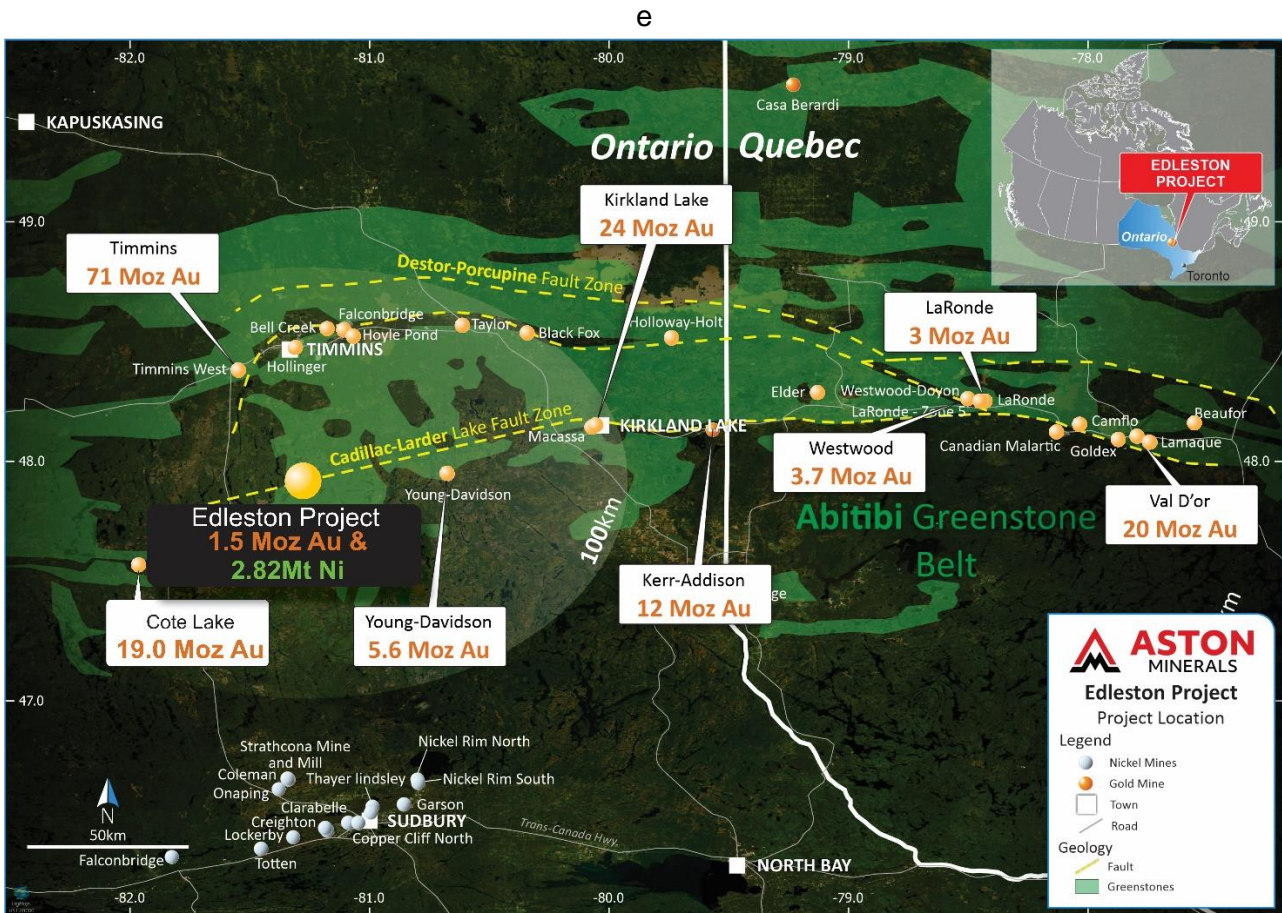 e
-82.0
-81.0
-80.0
-79.0
-78.0
KAPUSKASING
Casa Berardi
Ontario
Quebec
EDLESTON
PROJECT
Ontario
Toronto
49.0
49.0
Kirkland Lake
24 Moz Au
Timmins
71 Moz Au
Destor-Porcupine Fault Zone
LaRonde
3 Moz Au
Falconbridge
Bell Creek
Hoyle Pond
Taylor
Black Fox
Holloway-Holt
TIMMINS
Hollinger
Timmins West
Elder
Westwood-Doyon
LaRonde
LaRonde - Zone 5
Cadillac-Larder Lake Fault Zone
Macassa
KIRKLAND LAKE
Camflo
Beaufor
Canadian Malartic
Goldex
Lamaque
48.0
48.0
Westwood
3.7 Moz Au
Young-Davidson
Val D'or
20 Moz Au
Edleston Project
1.5 Moz Au &
2.82Mt Ni
100km
Abitibi Greenstone
Belt
Kerr-Addison
12 Moz Au
ge
km
Cote Lake
19.0 Moz Au
Young-Davidson
5.6 Moz Au
47.0
ASTON
MINERALS
Edleston Project
Project Location
Legend
Nickel Mines
Gold Mine
Town
Road
Geology
Fault
Greenstones
Strathcona Mine
and Mill
Nickel Rim North
Coleman
Thayer lindsley
Nickel Rim South
Onaping
Clarabelle
Garson
Creighton
SUDBURY
Lockerby
Copper Cliff North
Totten
Falconbridge
Trans-Canada Hwy.
NORTH BAY
N
50km
-82.0
-81.0
-80.0
-79.0